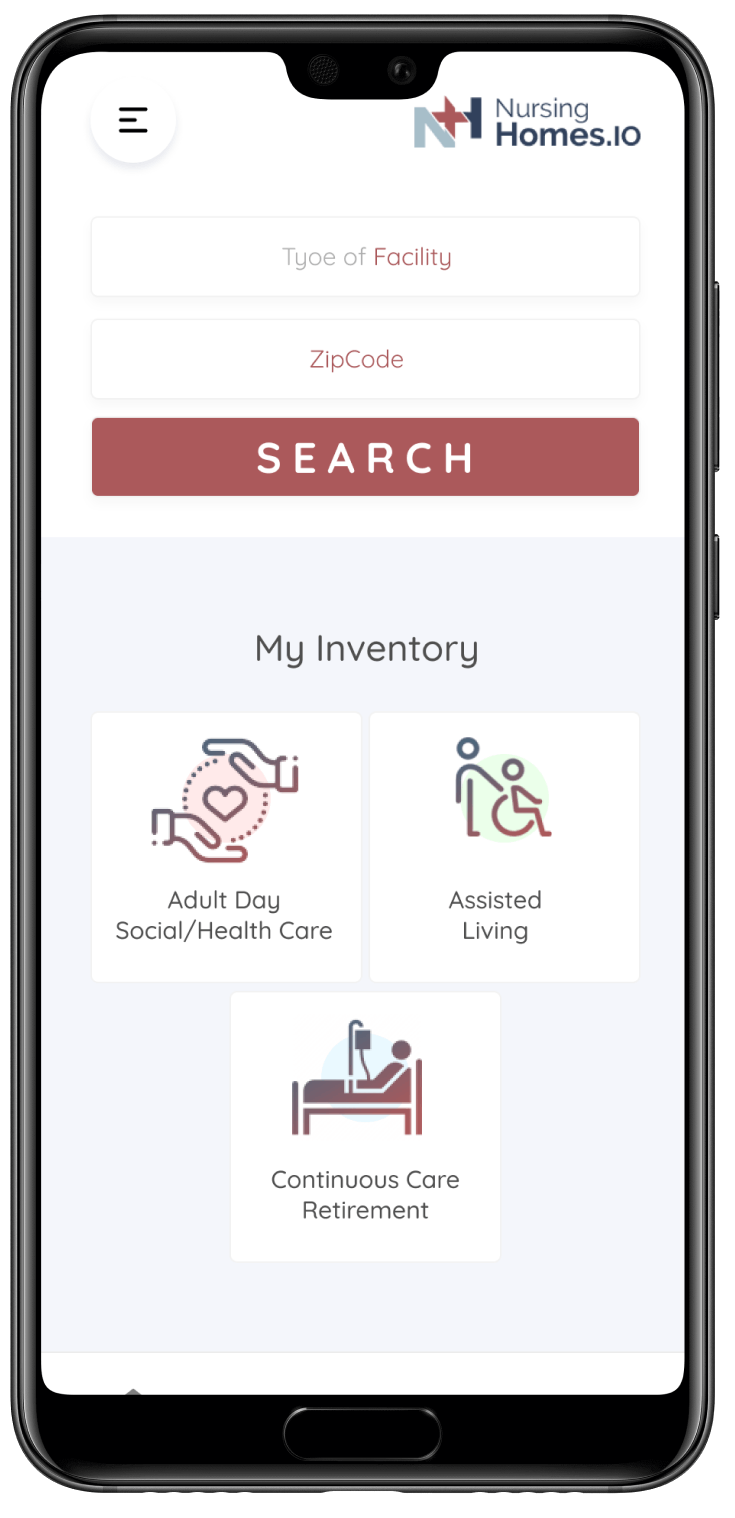 Nursing
Homes.IO
Tyoe of Facility
ZipCode
SEARCH
My Inventory
Adult Day
Social/Health Care
Assisted
Living
Continuous Care
Retirement